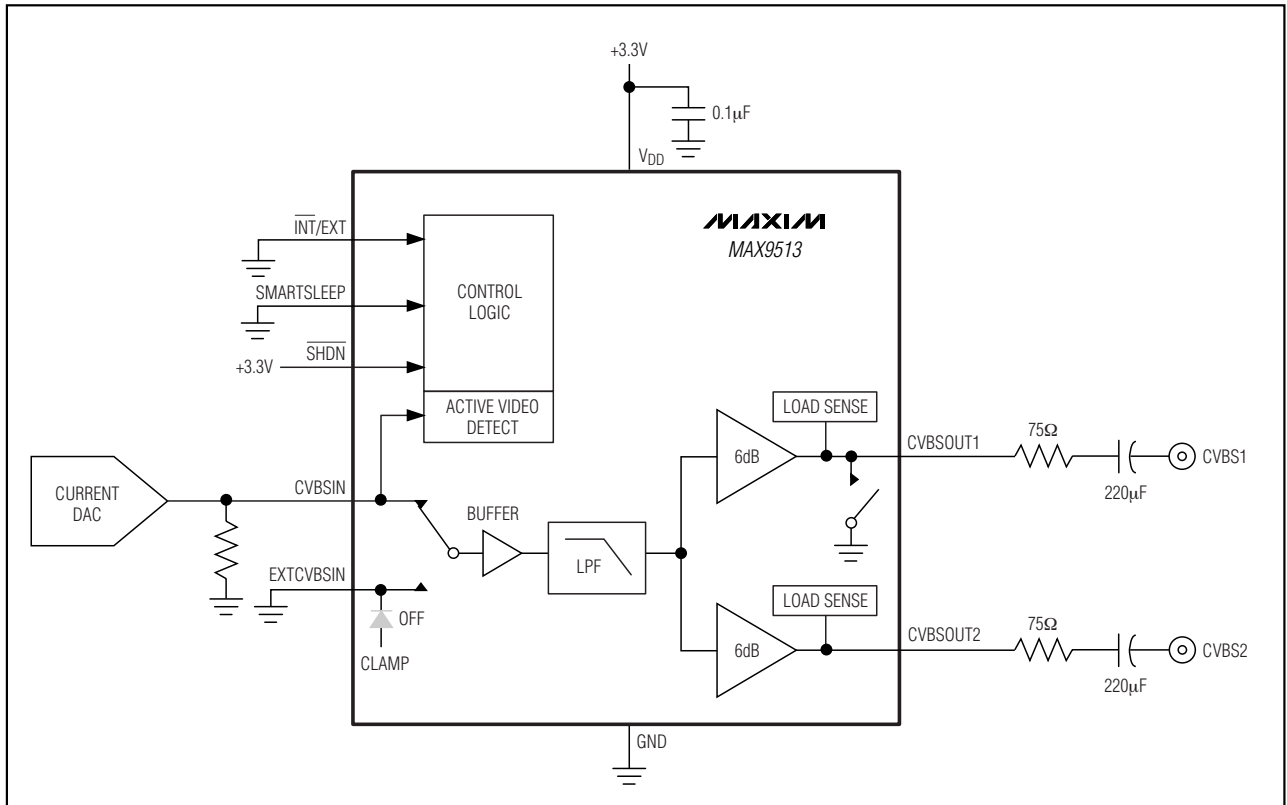 +3.3V
0.1µF
VDD
MAXIM
MAX9513
INT/EXT
SMARTSLEEP
CONTROL
LOGIC
+3.3V
SHDN
ACTIVE VIDEO
DETECT
LOAD SENSE
CURRENT
DAC
CVBSIN
BUFFER
LPF
6dB
CVBSOUT1
75Ω
220µF
CVBS1
EXTCVBSIN
OFF
CLAMP
LOAD SENSE
6dB
CVBSOUT2
75Ω
220µF
CVBS2
GND